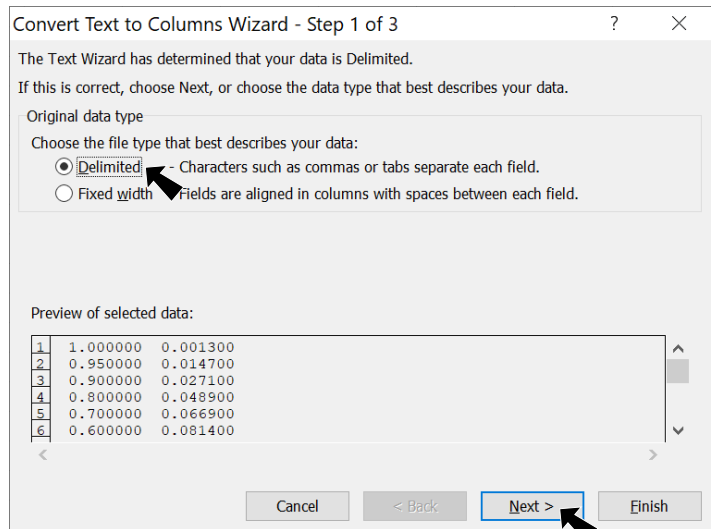 Convert Text to Columns Wizard - Step 1 of 3 ?
The Text Wizard has determined that your data is Delimited.
If this is correct, choose Next, or choose the data type that best describes your data.
Original data type
Choose the file type that best describes your data:
Delimited - Characters such as commas or tabs separate each field.
Fixed width Fields are aligned in columns with spaces between each field.
Preview of selected data:
1 1.000000 0.001300
2 0.950000 0.014700
3 0.900000 0.027100
4 0.800000 0.048900
5 0.700000 0.066900
6 0.600000 0.081400
Cancel < Back Next > Finish